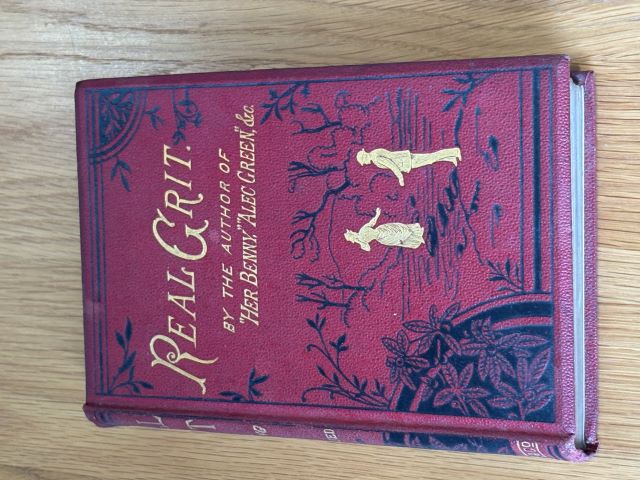 REAL GRIT.
BY THE AUTHOR OF
"HER BENNY," "ALEC GREEN," &c.